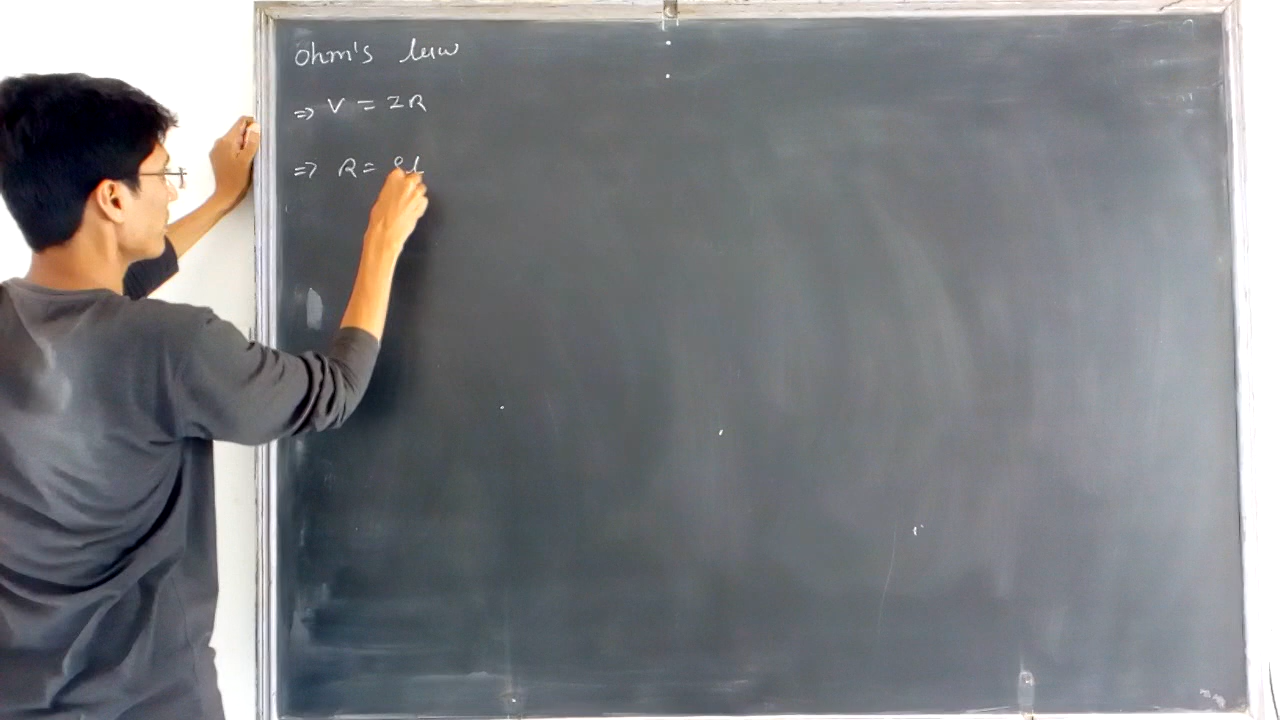 Ohm's law
⇒ V = IR
⇒ R = ρl